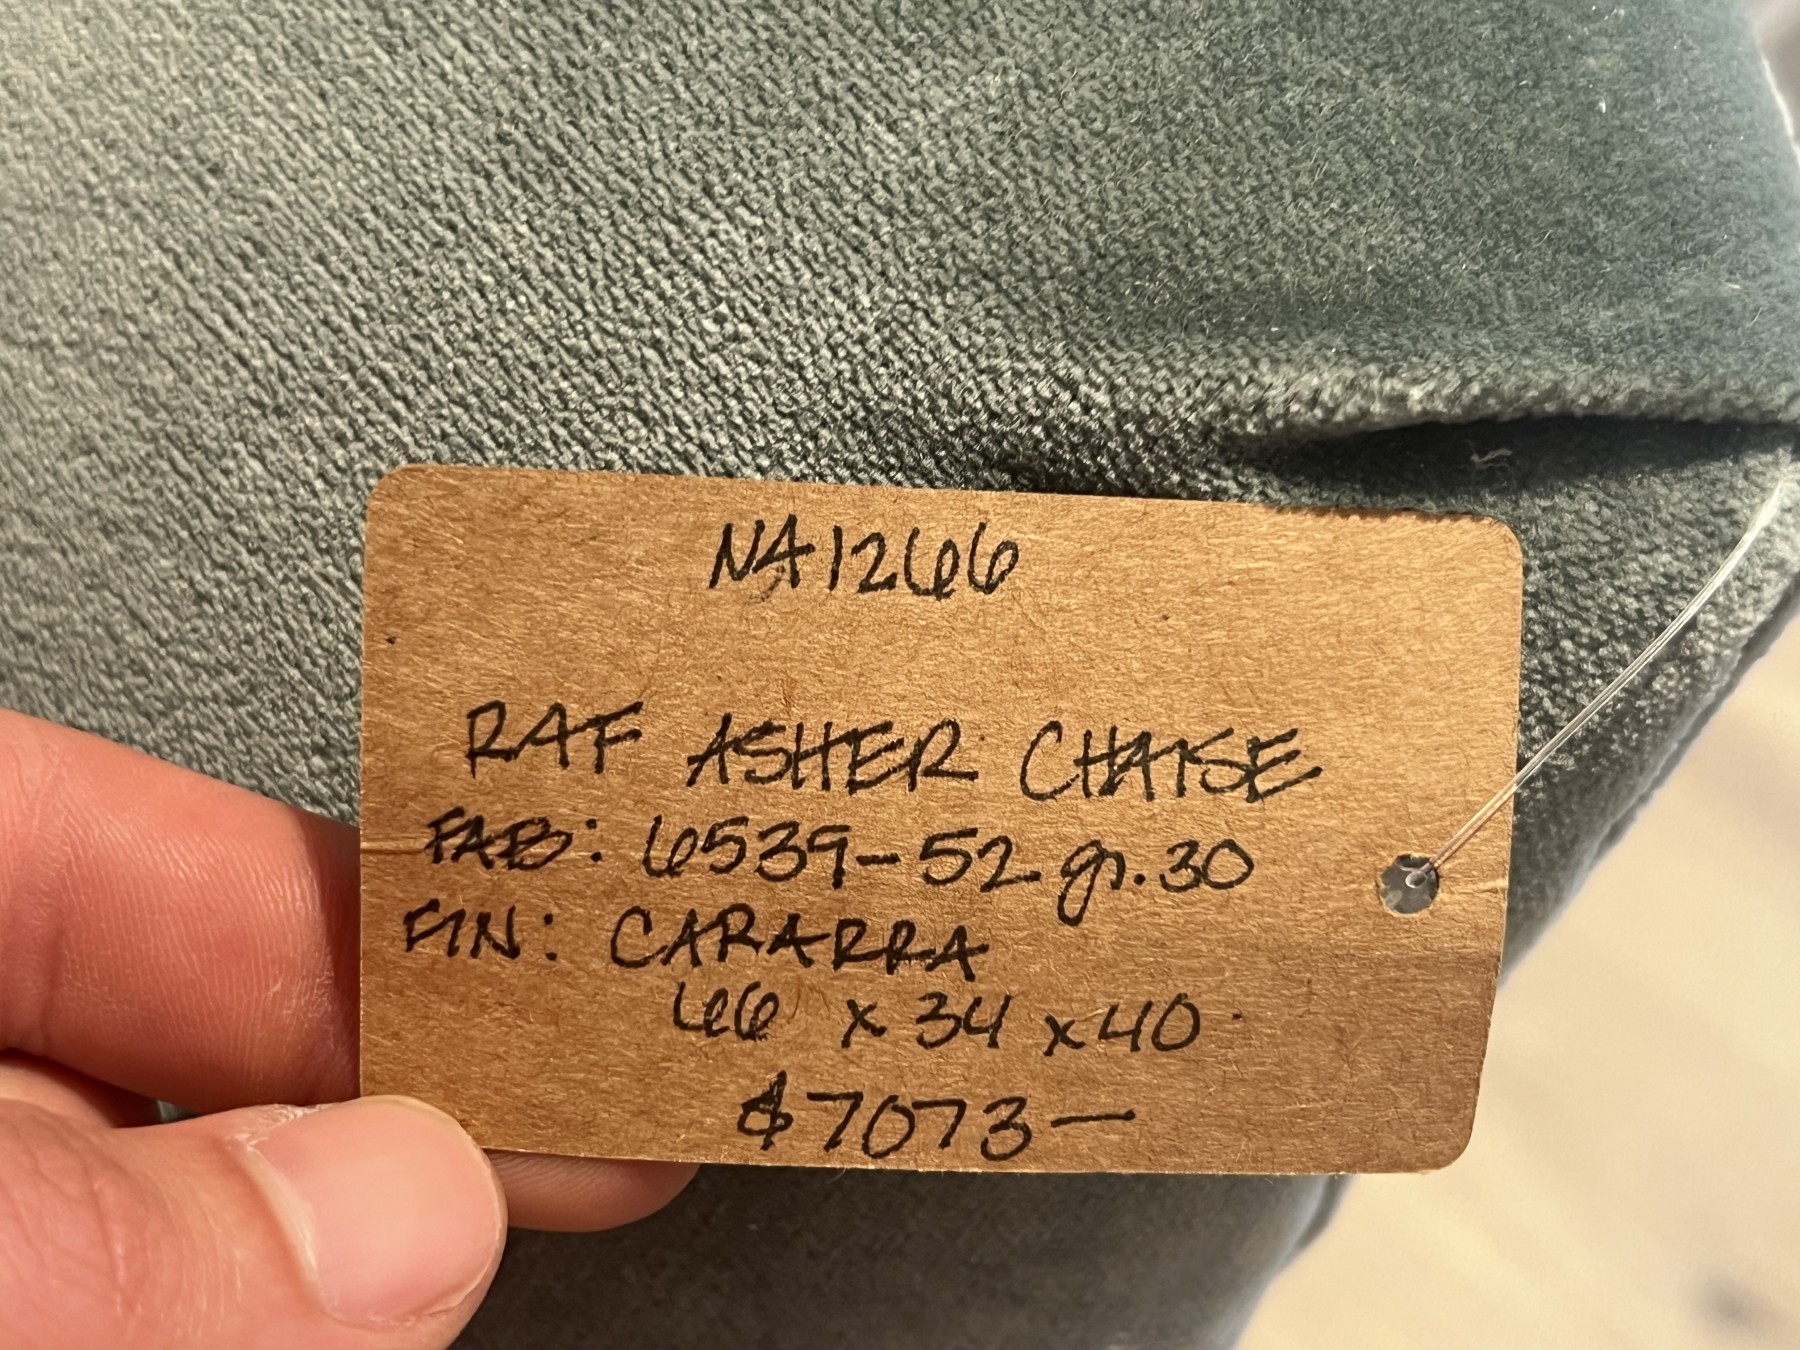 NA1266
RAF ASHER CHAISE
FAB: 6539-52 gr.30
FIN: CARARRA
66 x 34 x 40
$7073—